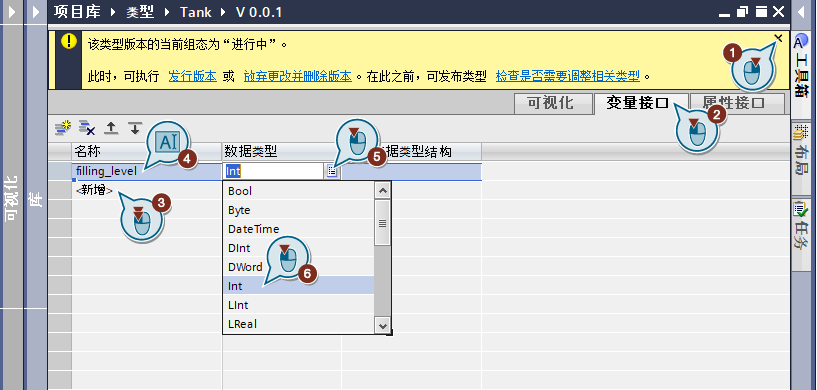 项目库 › 类型 › Tank › V 0.0.1
该类型版本的当前组态为“进行中”。
此时，可执行 发行版本 或 放弃更改并删除版本。在此之前，可发布类型 检查是否需要调整相关类型。
1
可视化 变量接口 属性接口
2
名称 数据类型 据类型结构
AI
4
5
filling_level Int
<新增>
3
Bool
Byte
DateTime
DInt
DWord
6
Int
LInt
LReal
可视化
库
工具箱
布局
任务